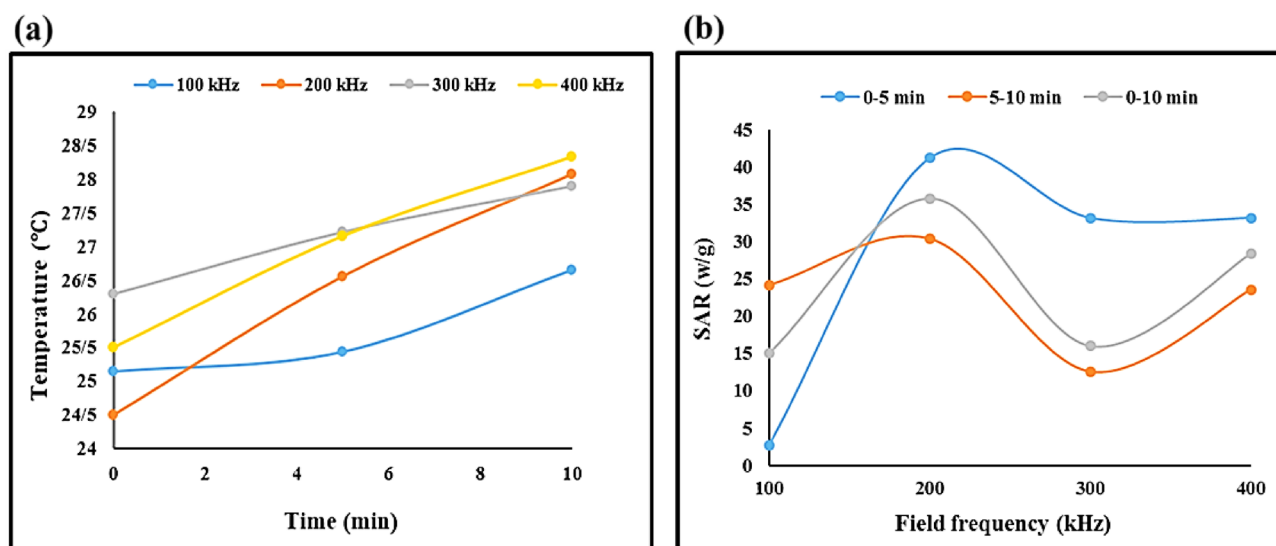 (a)
100 kHz 200 kHz 300 kHz 400 kHz
29
28/5
28
27/5
27
26/5
26
25/5
25
24/5
24
Temperature (°C)
0 2 4 6 8 10
Time (min)
(b)
0-5 min 5-10 min 0-10 min
45
40
35
30
25
20
15
10
5
0
SAR (w/g)
100 200 300 400
Field frequency (kHz)